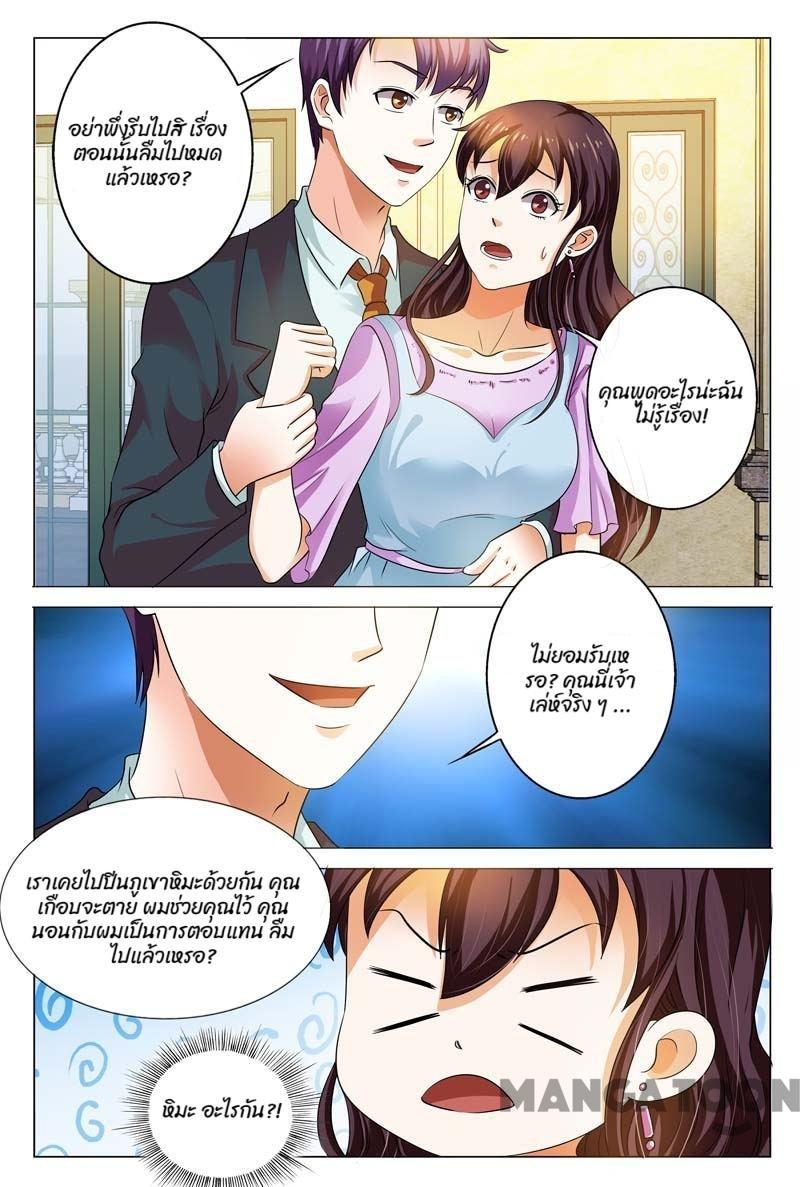 อย่าพึ่งรีบไปสิ เรื่อง
ตอนนั้นลืมไปหมด
แล้วเหรอ?
คุณพูดอะไรน่ะฉัน
ไม่รู้เรื่อง!
ไม่ยอมรับเห
รอ? คุณนี่เจ้า
เล่ห์จริง ๆ ...
เราเคยไปปีนภูเขาหิมะด้วยกัน คุณ
เกือบจะตาย ผมช่วยคุณไว้ คุณ
นอนกับผมเป็นการตอบแทน ลืม
ไปแล้วเหรอ?
หิมะ อะไรกัน?!
MANGATOON